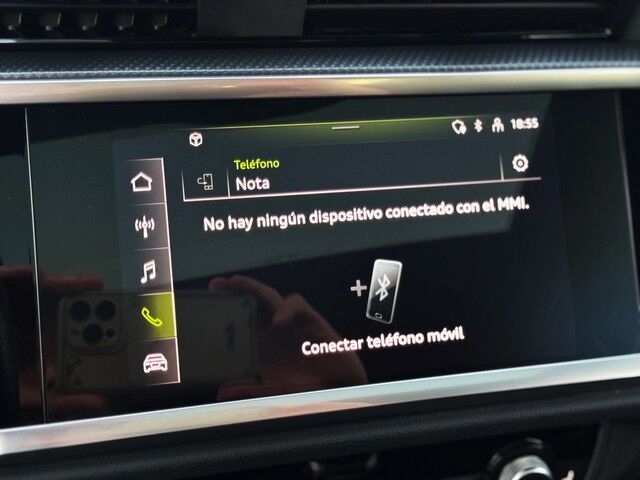 18:55
Teléfono
Nota
No hay ningún dispositivo conectado con el MMI.
Conectar teléfono móvil